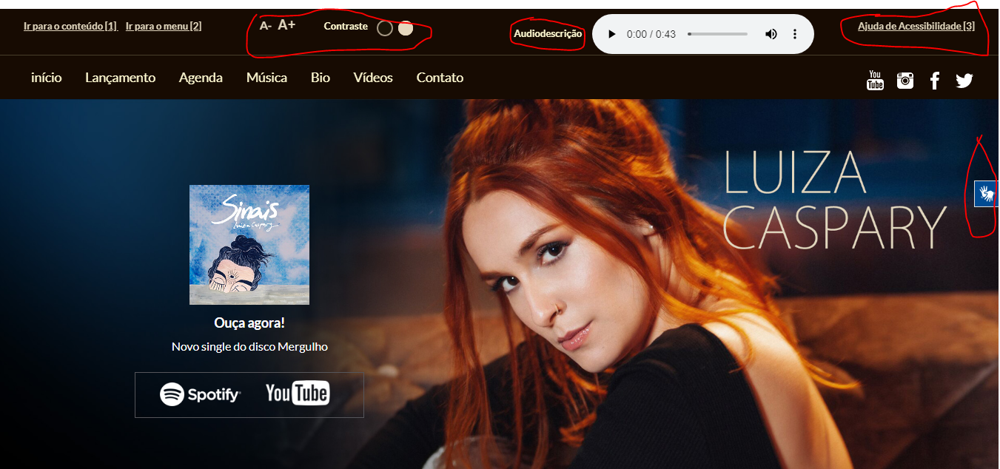 Ir para o conteúdo [1] Ir para o menu [2] A- A+ Contraste Audiodescrição 0:00 / 0:43 Ajuda de Acessibilidade [3]
início Lançamento Agenda Música Bio Vídeos Contato You Tube
LUIZA
CASPARY
Sinais
luiza caspary
Ouça agora!
Novo single do disco Mergulho
Spotify YouTube